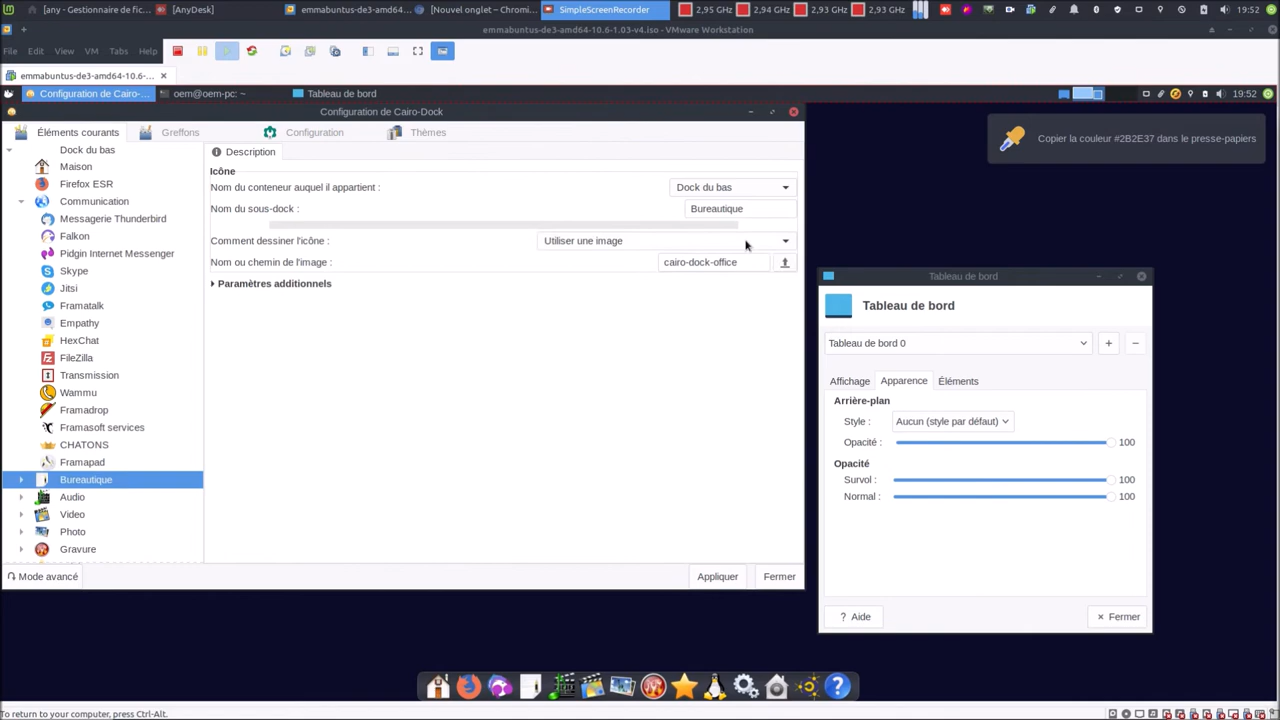 [any - Gestionnaire de fic...
[AnyDesk]
emmabuntus-de3-amd64-10.6-...
[Nouvel onglet – Chromi...
SimpleScreenRecorder
2,95 GHz
2,94 GHz
2,93 GHz
2,93 GHz
19:52
emmabuntus-de3-amd64-10.6-1.03-v4.iso - VMware Workstation
File
Edit
View
VM
Tabs
Help
emmabuntus-de3-amd64-10.6-...
Configuration de Cairo-...
oem@oem-pc: ~
Tableau de bord
19:52
Configuration de Cairo-Dock
Éléments courants
Greffons
Configuration
Thèmes
Copier la couleur #2B2E37 dans le presse-papiers
Dock du bas
Maison
Firefox ESR
Communication
Messagerie Thunderbird
Falkon
Pidgin Internet Messenger
Skype
Jitsi
Framatalk
Empathy
HexChat
FileZilla
Transmission
Wammu
Framadrop
Framasoft services
CHATONS
Framapad
Bureautique
Audio
Video
Photo
Gravure
Description
Icône
Nom du conteneur auquel il appartient :
Dock du bas
Nom du sous-dock :
Bureautique
Comment dessiner l'icône :
Utiliser une image
Nom ou chemin de l'image :
cairo-dock-office
Paramètres additionnels
Mode avancé
Appliquer
Fermer
Tableau de bord
Tableau de bord
Tableau de bord 0
Affichage
Apparence
Éléments
Arrière-plan
Style :
Aucun (style par défaut)
Opacité :
100
Opacité
Survol :
100
Normal :
100
? Aide
× Fermer
To return to your computer, press Ctrl-Alt.